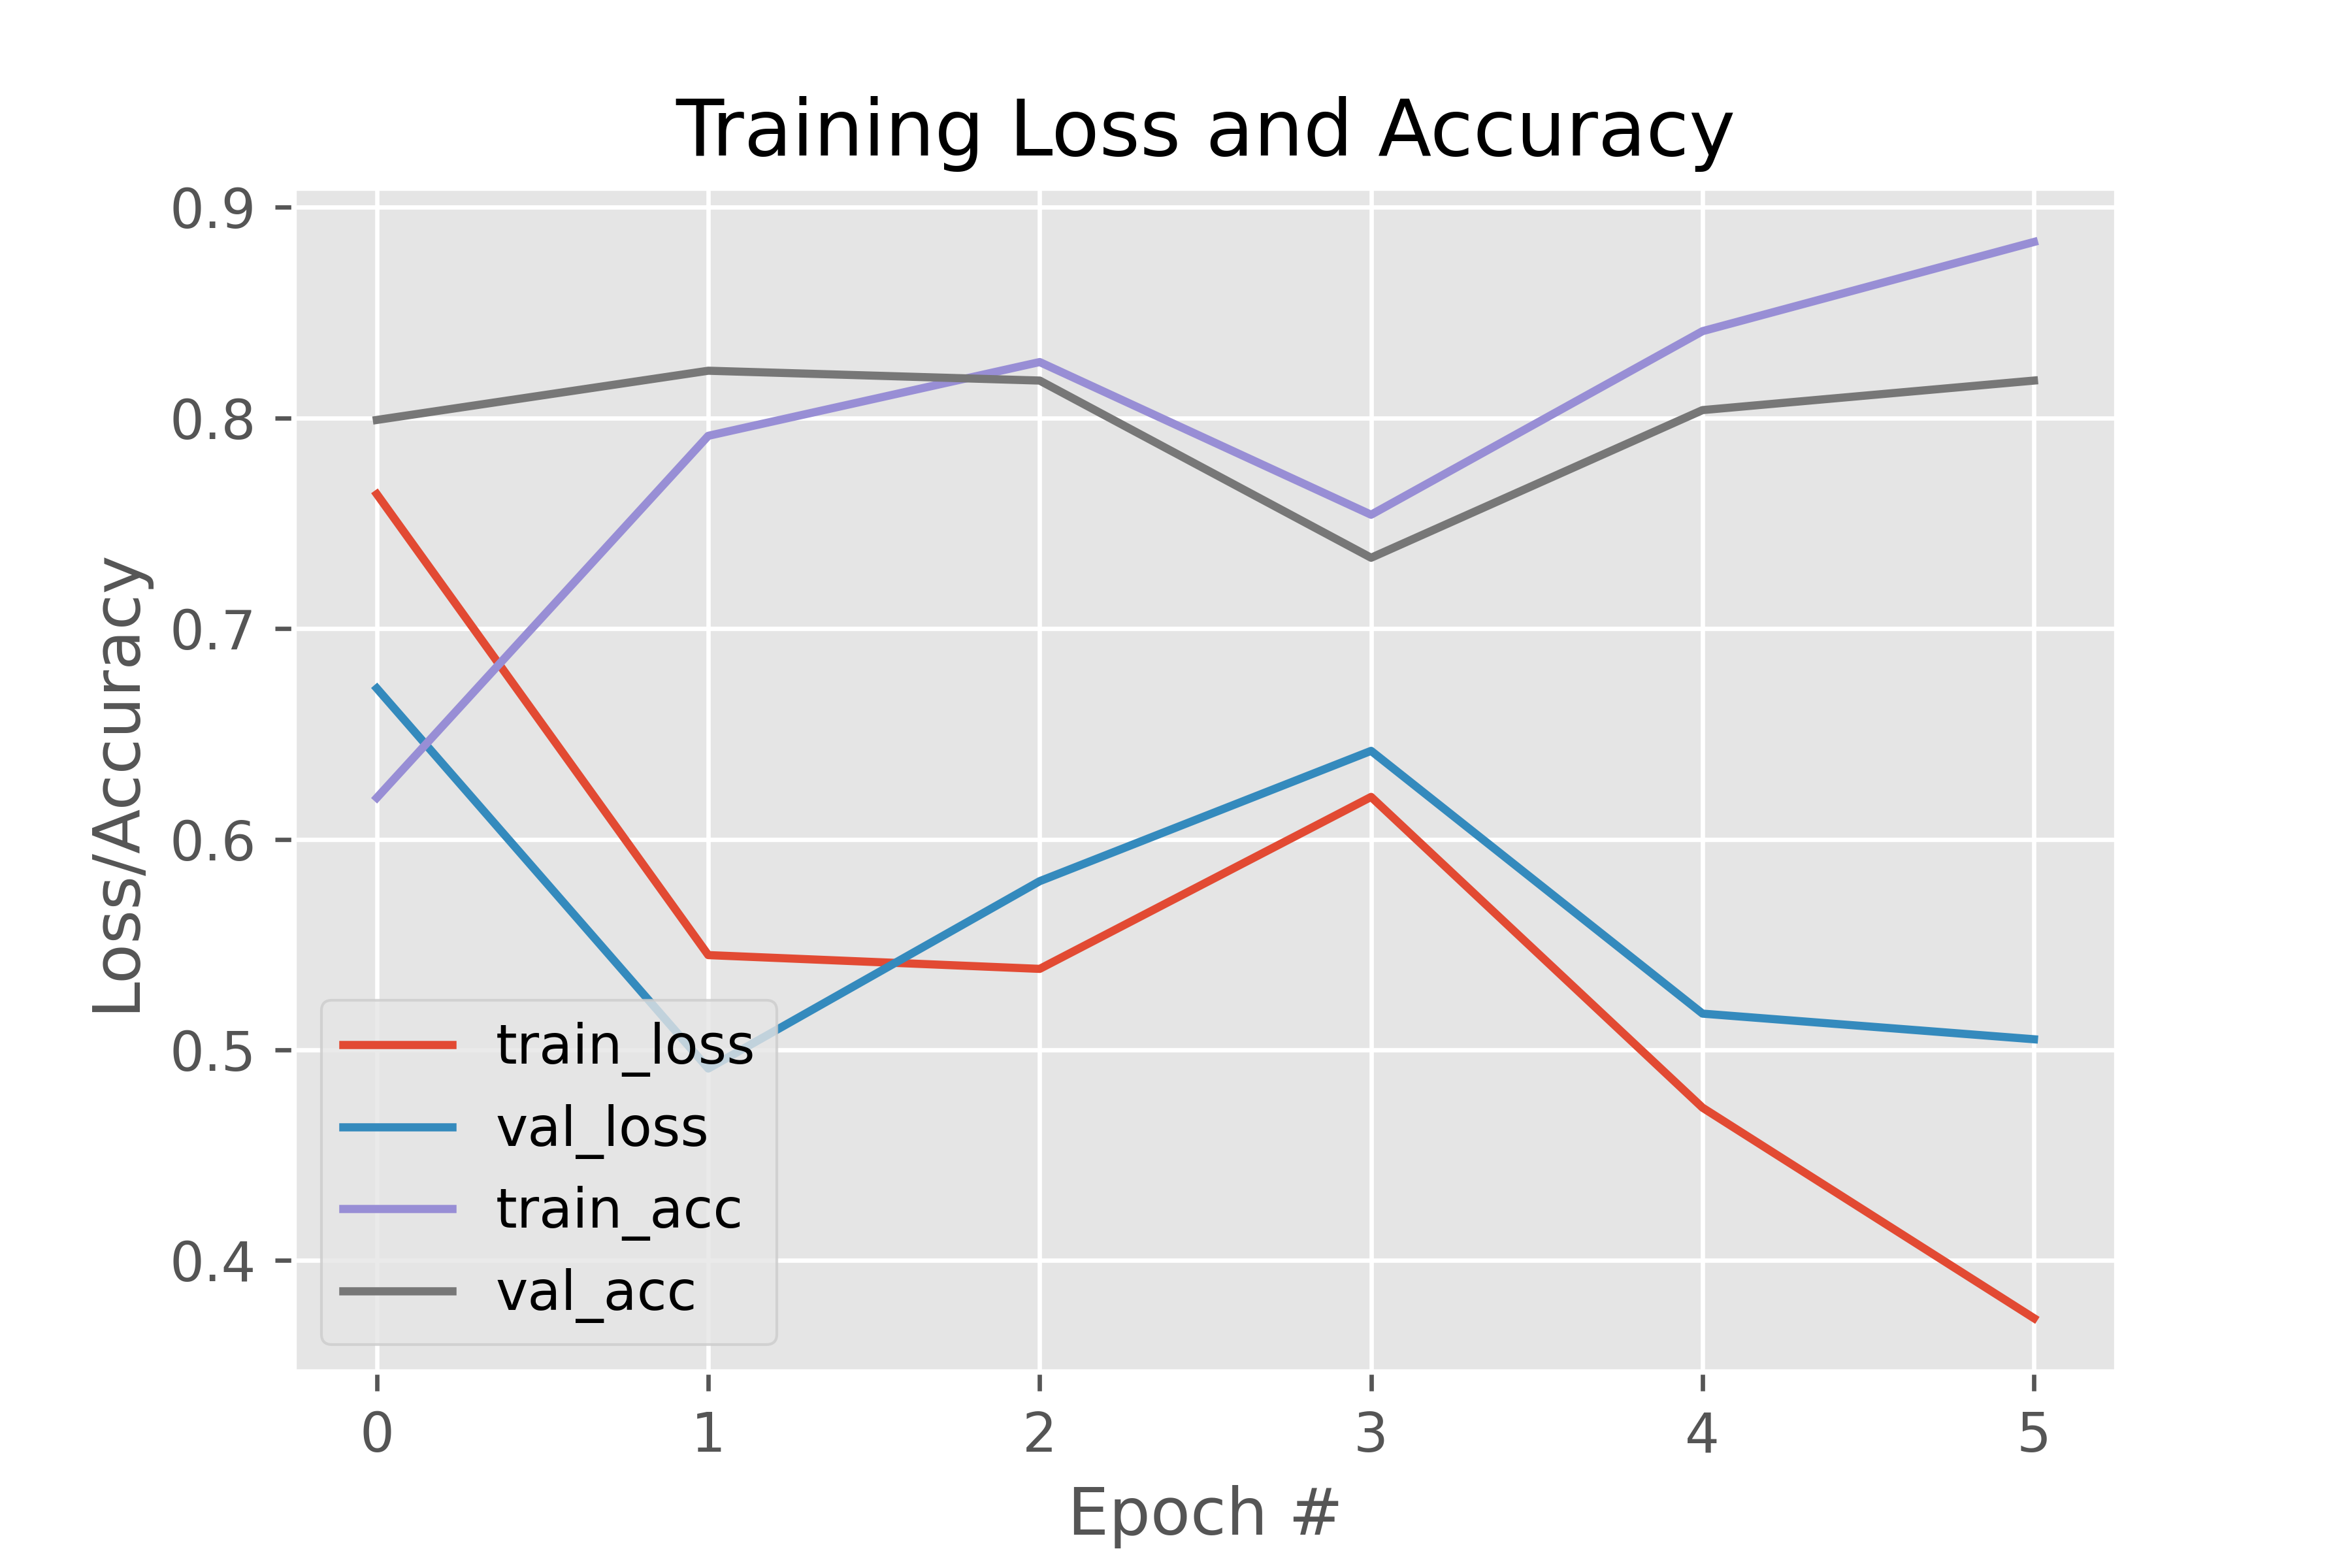 Training Loss and Accuracy
0.9
0.8
0.7
0.6
0.5
0.4
Loss/Accuracy
train_loss
val_loss
train_acc
val_acc
0 1 2 3 4 5
Epoch #